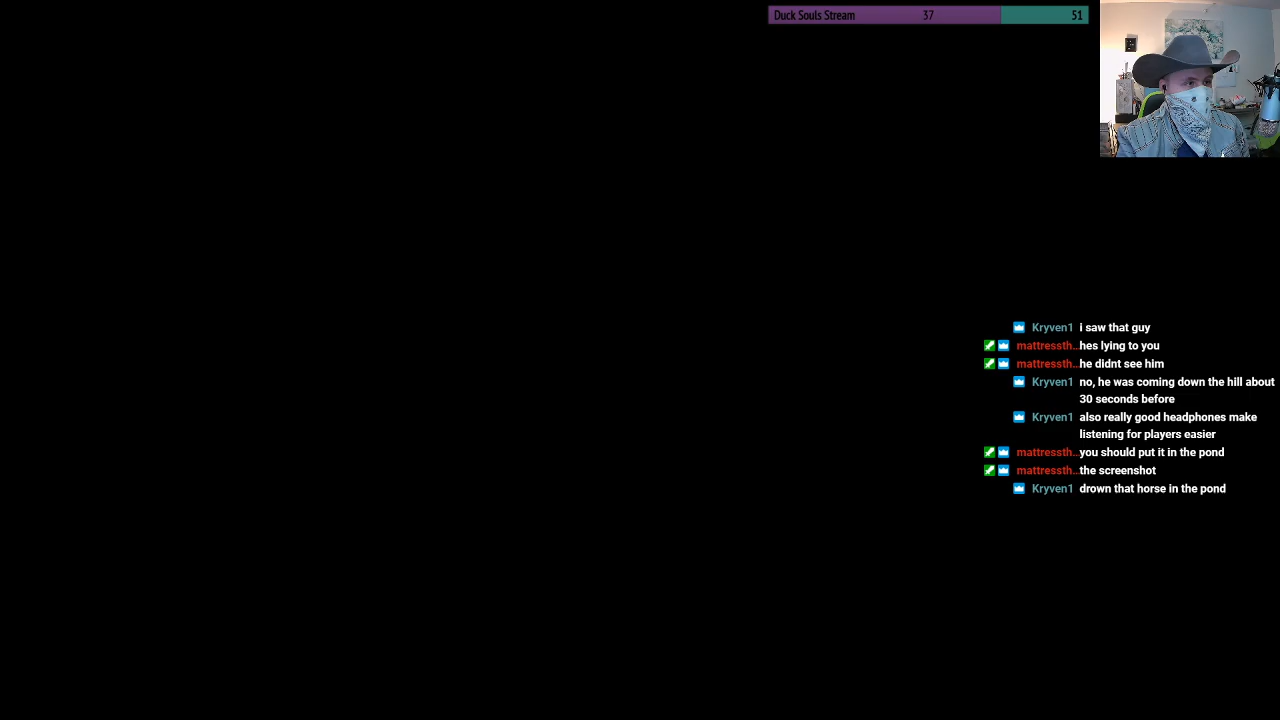 Duck Souls Stream 37 51
Kryven1 i saw that guy
mattressth... hes lying to you
mattressth... he didnt see him
Kryven1 no, he was coming down the hill about
30 seconds before
Kryven1 also really good headphones make
listening for players easier
mattressth... you should put it in the pond
mattressth... the screenshot
Kryven1 drown that horse in the pond